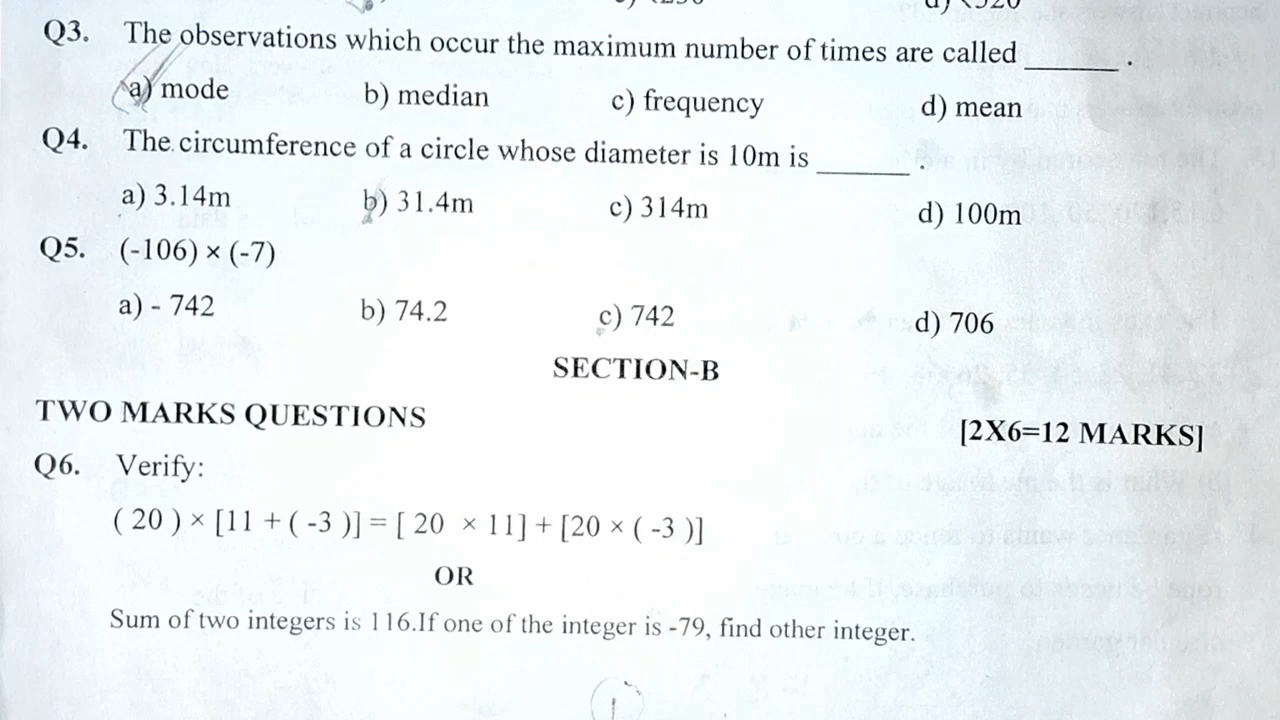 Q3. The observations which occur the maximum number of times are called ______ .
a) mode b) median c) frequency d) mean
Q4. The circumference of a circle whose diameter is 10m is ______ .
a) 3.14m b) 31.4m c) 314m d) 100m
Q5. (-106) × (-7)
a) - 742 b) 74.2 c) 742 d) 706
SECTION-B
TWO MARKS QUESTIONS [2X6=12 MARKS]
Q6. Verify:
( 20 ) × [11 + ( -3 )] = [ 20 × 11] + [20 × ( -3 )]
OR
Sum of two integers is 116.If one of the integer is -79, find other integer.
1